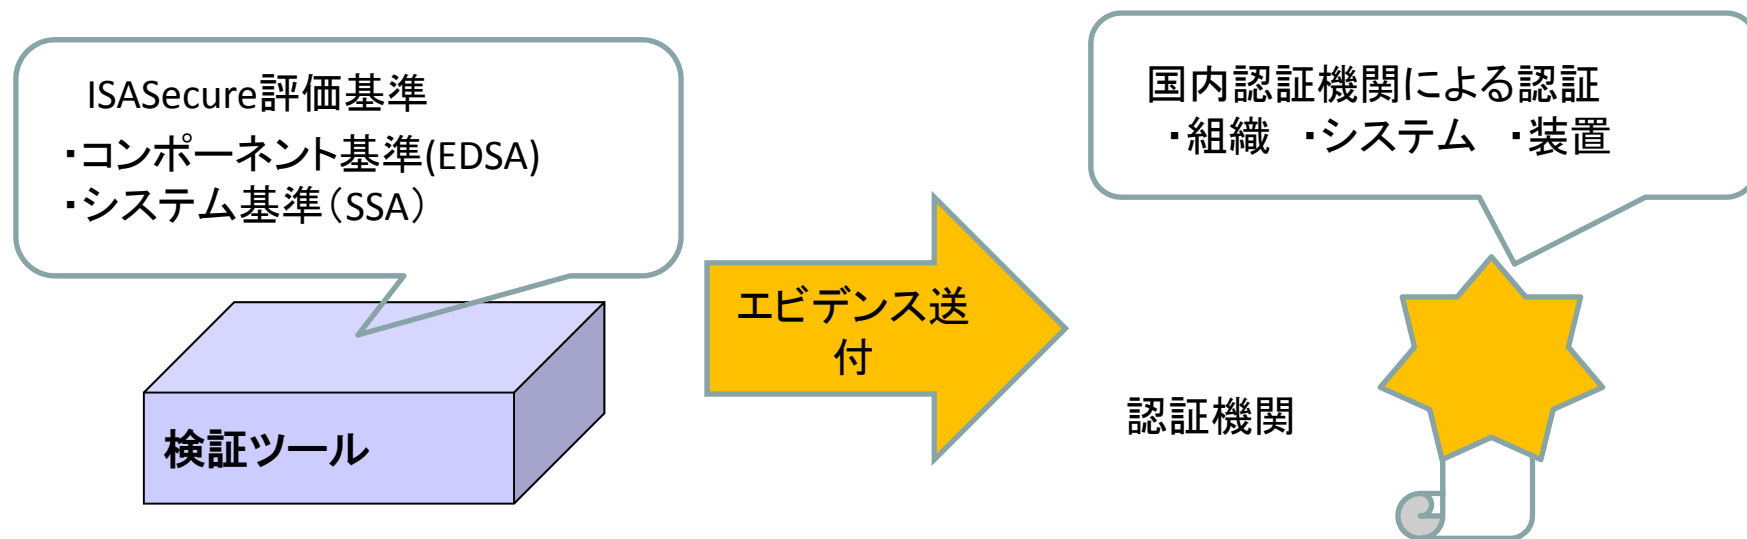 ISASecure評価基準
・コンポーネント基準(EDSA)
・システム基準（SSA）
検証ツール
エビデンス送
付
国内認証機関による認証
・組織　・システム　・装置
認証機関